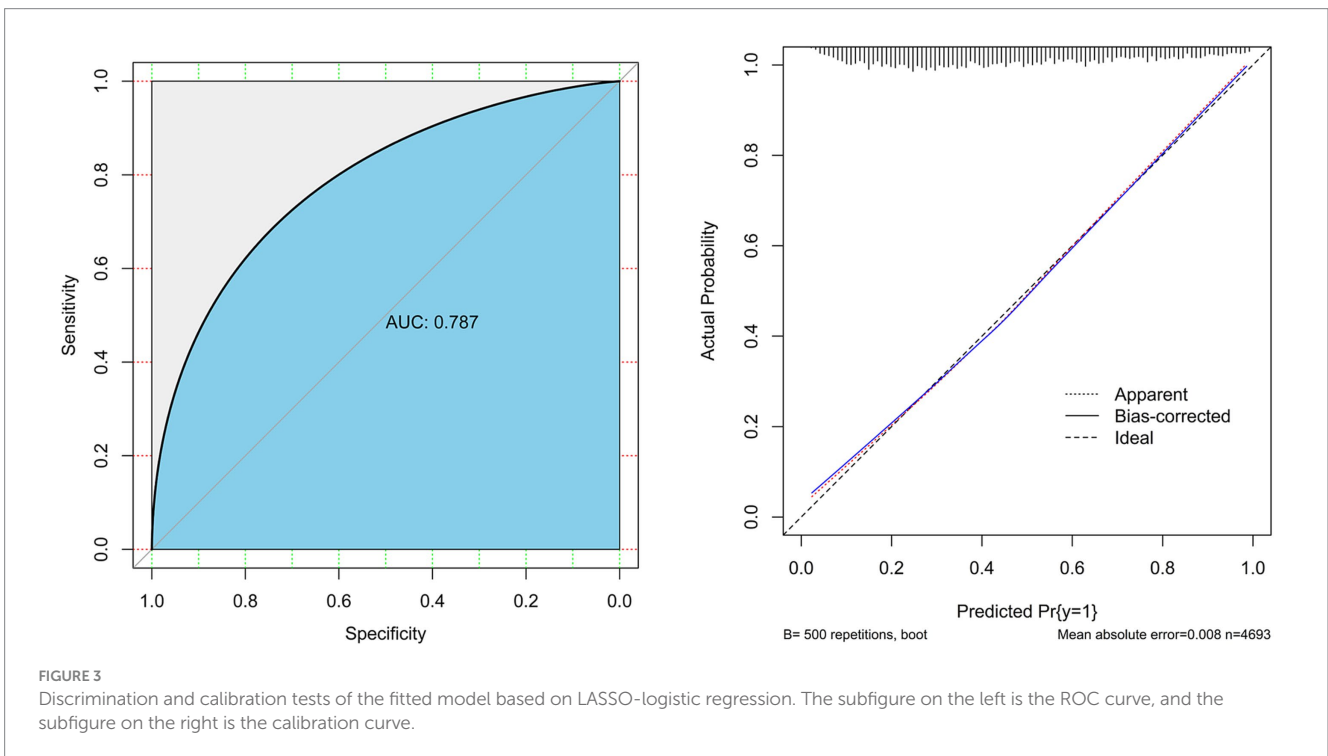 1.0
0.8
0.6
0.4
0.2
0.0
Sensitivity
AUC: 0.787
1.0 0.8 0.6 0.4 0.2 0.0
Specificity
1.0
0.8
0.6
0.4
0.2
0.0
Actual Probability
Apparent
Bias-corrected
Ideal
0.0 0.2 0.4 0.6 0.8 1.0
Predicted Pr{y=1}
B= 500 repetitions, boot Mean absolute error=0.008 n=4693
FIGURE 3
Discrimination and calibration tests of the fitted model based on LASSO-logistic regression. The subfigure on the left is the ROC curve, and the
subfigure on the right is the calibration curve.